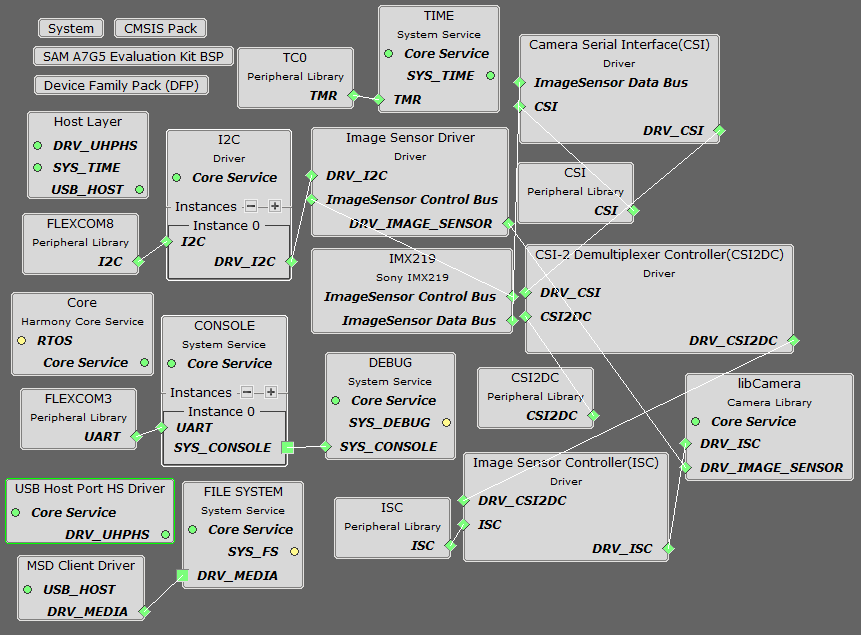 System
CMSIS Pack
SAM A7G5 Evaluation Kit BSP
Device Family Pack (DFP)
TC0
Peripheral Library
TMR
TIME
System Service
Core Service
SYS_TIME
TMR
Camera Serial Interface(CSI)
Driver
ImageSensor Data Bus
CSI
DRV_CSI
Host Layer
DRV_UHPHS
SYS_TIME
USB_HOST
I2C
Driver
Core Service
Instances
Instance 0
I2C
DRV_I2C
Image Sensor Driver
Driver
DRV_I2C
ImageSensor Control Bus
DRV_IMAGE_SENSOR
CSI
Peripheral Library
CSI
FLEXCOM8
Peripheral Library
I2C
IMX219
Sony IMX219
ImageSensor Control Bus
ImageSensor Data Bus
CSI-2 Demultiplexer Controller(CSI2DC)
Driver
DRV_CSI
CSI2DC
DRV_CSI2DC
Core
Harmony Core Service
RTOS
Core Service
CONSOLE
System Service
Core Service
Instances
Instance 0
UART
SYS_CONSOLE
DEBUG
System Service
Core Service
SYS_DEBUG
SYS_CONSOLE
CSI2DC
Peripheral Library
CSI2DC
libCamera
Camera Library
Core Service
DRV_ISC
DRV_IMAGE_SENSOR
FLEXCOM3
Peripheral Library
UART
Image Sensor Controller(ISC)
Driver
DRV_CSI2DC
ISC
DRV_ISC
USB Host Port HS Driver
Core Service
DRV_UHPHS
FILE SYSTEM
System Service
Core Service
SYS_FS
DRV_MEDIA
ISC
Peripheral Library
ISC
MSD Client Driver
USB_HOST
DRV_MEDIA